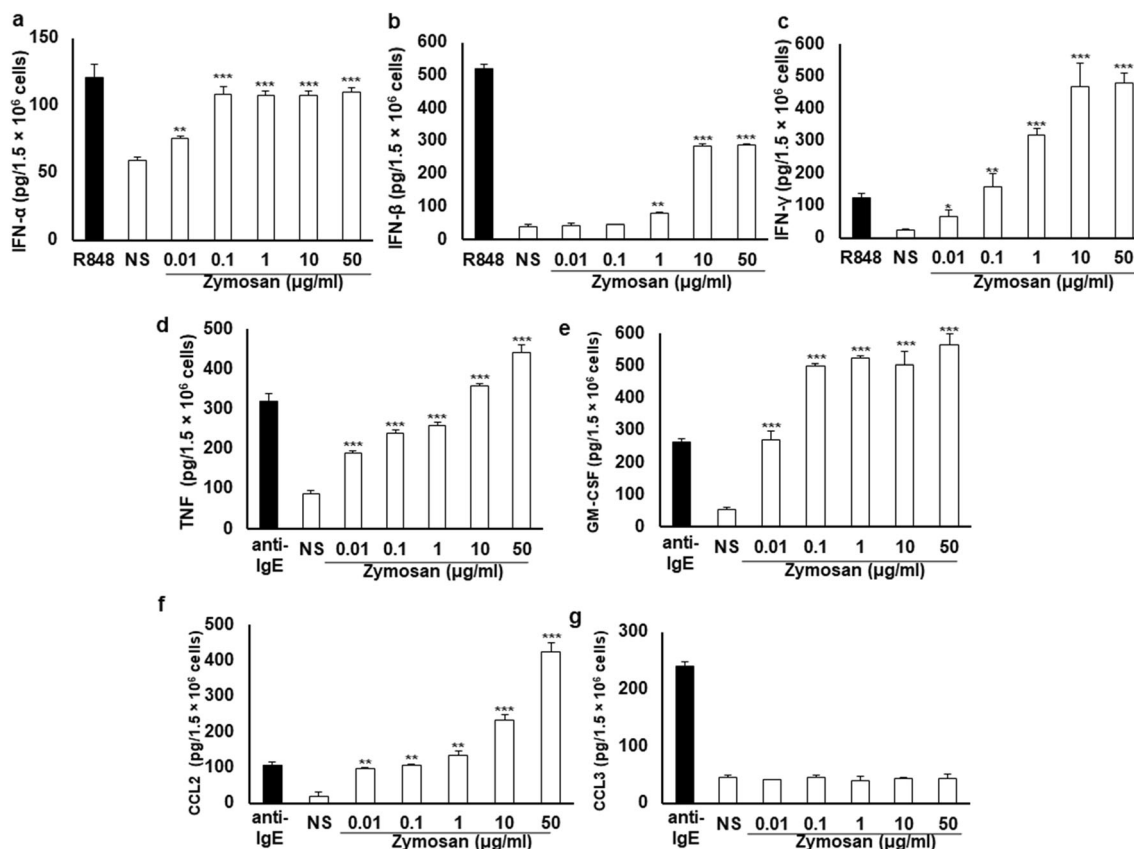 a
IFN-α (pg/1.5 × 10⁶ cells)
150
100
50
0
**
***
***
***
***
R848 NS 0.01 0.1 1 10 50
Zymosan (µg/ml)
b
IFN-β (pg/1.5 × 10⁶ cells)
600
500
400
300
200
100
0
**
***
***
R848 NS 0.01 0.1 1 10 50
Zymosan (µg/ml)
c
IFN-γ (pg/1.5 × 10⁶ cells)
600
500
400
300
200
100
0
*
**
***
***
***
R848 NS 0.01 0.1 1 10 50
Zymosan (µg/ml)
d
TNF (pg/1.5 × 10⁶ cells)
500
400
300
200
100
0
***
***
***
***
***
anti-
IgE NS 0.01 0.1 1 10 50
Zymosan (µg/ml)
e
GM-CSF (pg/1.5 × 10⁶ cells)
600
500
400
300
200
100
0
***
***
***
***
***
anti-
IgE NS 0.01 0.1 1 10 50
Zymosan (µg/ml)
f
CCL2 (pg/1.5 × 10⁶ cells)
500
400
300
200
100
0
**
**
**
***
***
anti-
IgE NS 0.01 0.1 1 10 50
Zymosan (µg/ml)
g
CCL3 (pg/1.5 × 10⁶ cells)
300
200
100
0
anti-
IgE NS 0.01 0.1 1 10 50
Zymosan (µg/ml)